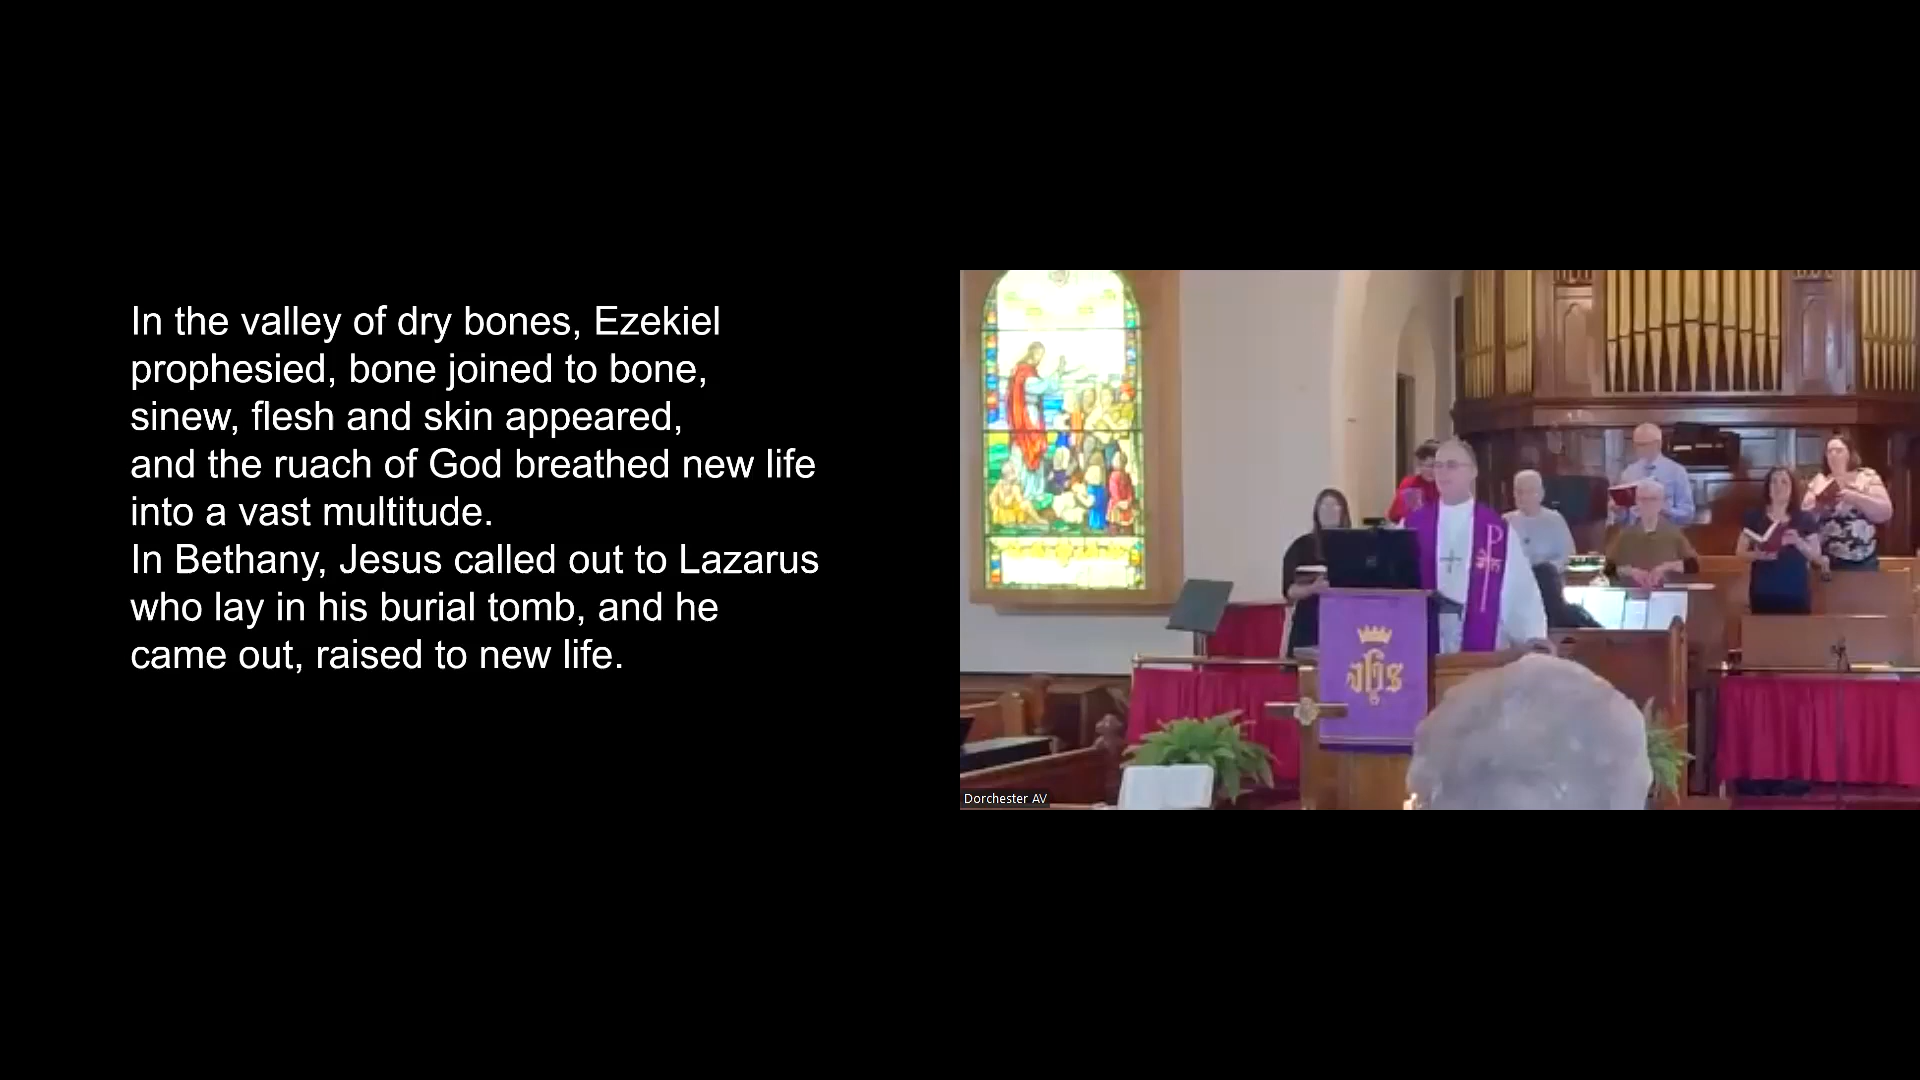 In the valley of dry bones, Ezekiel
prophesied, bone joined to bone,
sinew, flesh and skin appeared,
and the ruach of God breathed new life
into a vast multitude.
In Bethany, Jesus called out to Lazarus
who lay in his burial tomb, and he
came out, raised to new life.
IHS
Dorchester AV